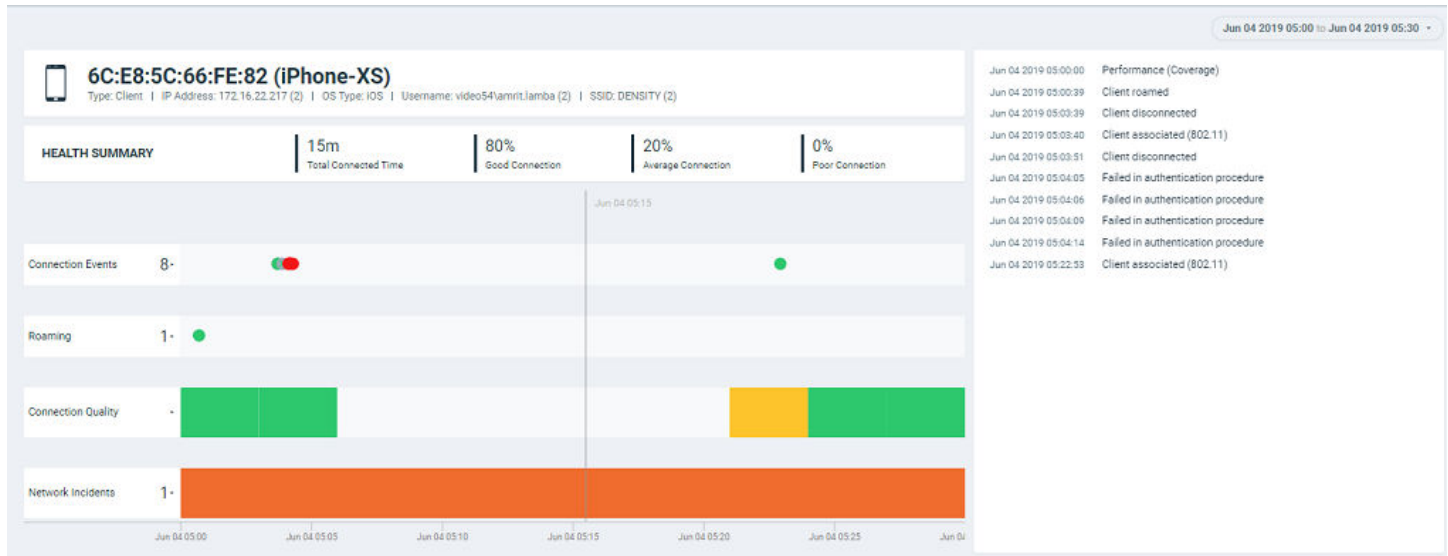 Jun 04 2019 05:00 to Jun 04 2019 05:30
6C:E8:5C:66:FE:82 (iPhone-XS)
Type: Client | IP Address: 172.16.22.217 (2) | OS Type: iOS | Username: video54\amrit.lamba (2) | SSID: DENSITY (2)
HEALTH SUMMARY
15m
Total Connected Time
80%
Good Connection
20%
Average Connection
0%
Poor Connection
Jun 04 05:15
Connection Events 8
Roaming 1
Connection Quality
Network Incidents 1
Jun 04 05:00 Jun 04 05:05 Jun 04 05:10 Jun 04 05:15 Jun 04 05:20 Jun 04 05:25 Jun 04
Jun 04 2019 05:00:00 Performance (Coverage)
Jun 04 2019 05:00:39 Client roamed
Jun 04 2019 05:03:39 Client disconnected
Jun 04 2019 05:03:40 Client associated (802.11)
Jun 04 2019 05:03:51 Client disconnected
Jun 04 2019 05:04:05 Failed in authentication procedure
Jun 04 2019 05:04:06 Failed in authentication procedure
Jun 04 2019 05:04:09 Failed in authentication procedure
Jun 04 2019 05:04:14 Failed in authentication procedure
Jun 04 2019 05:22:53 Client associated (802.11)